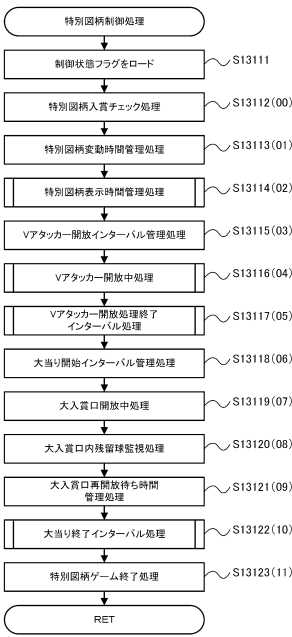 特別図柄制御処理
制御状態フラグをロード
S13111
特別図柄入賞チェック処理
S13112(00)
特別図柄変動時間管理処理
S13113(01)
特別図柄表示時間管理処理
S13114(02)
Vアタッカー開放インターバル管理処理
S13115(03)
Vアタッカー開放中処理
S13116(04)
Vアタッカー開放処理終了
インターバル処理
S13117(05)
大当り開始インターバル管理処理
S13118(06)
大入賞口開放中処理
S13119(07)
大入賞口内残留球監視処理
S13120(08)
大入賞口再開放待ち時間
管理処理
S13121(09)
大当り終了インターバル処理
S13122(10)
特別図柄ゲーム終了処理
S13123(11)
RET